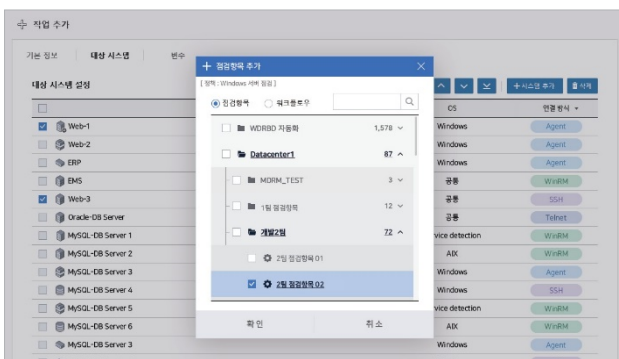 작업 추가
기본 정보 대상 시스템 변수
대상 시스템 설정
+시스템 추가 삭제
OS 연결 방식
Web-1 Windows Agent
Web-2 Windows Agent
ERP Windows Agent
EMS 공통 WinRM
Web-3 공통 SSH
Oracle-DB Server 공통 Telnet
MySQL-DB Server 1 vice detection WinRM
MySQL-DB Server 2 AIX WinRM
MySQL-DB Server 3 Windows Agent
MySQL-DB Server 4 Windows SSH
MySQL-DB Server 5 vice detection WinRM
MySQL-DB Server 6 AIX WinRM
MySQL-DB Server 3 Windows Agent
점검항목 추가
[ 정책 : Windows 서버 점검 ]
점검항목 워크플로우
WDRBD 자동화 1,578
Datacenter1 87
MDRM_TEST 3
1팀 점검항목 12
개발2팀 72
2팀 점검항목 01
2팀 점검항목 02
확인 취소